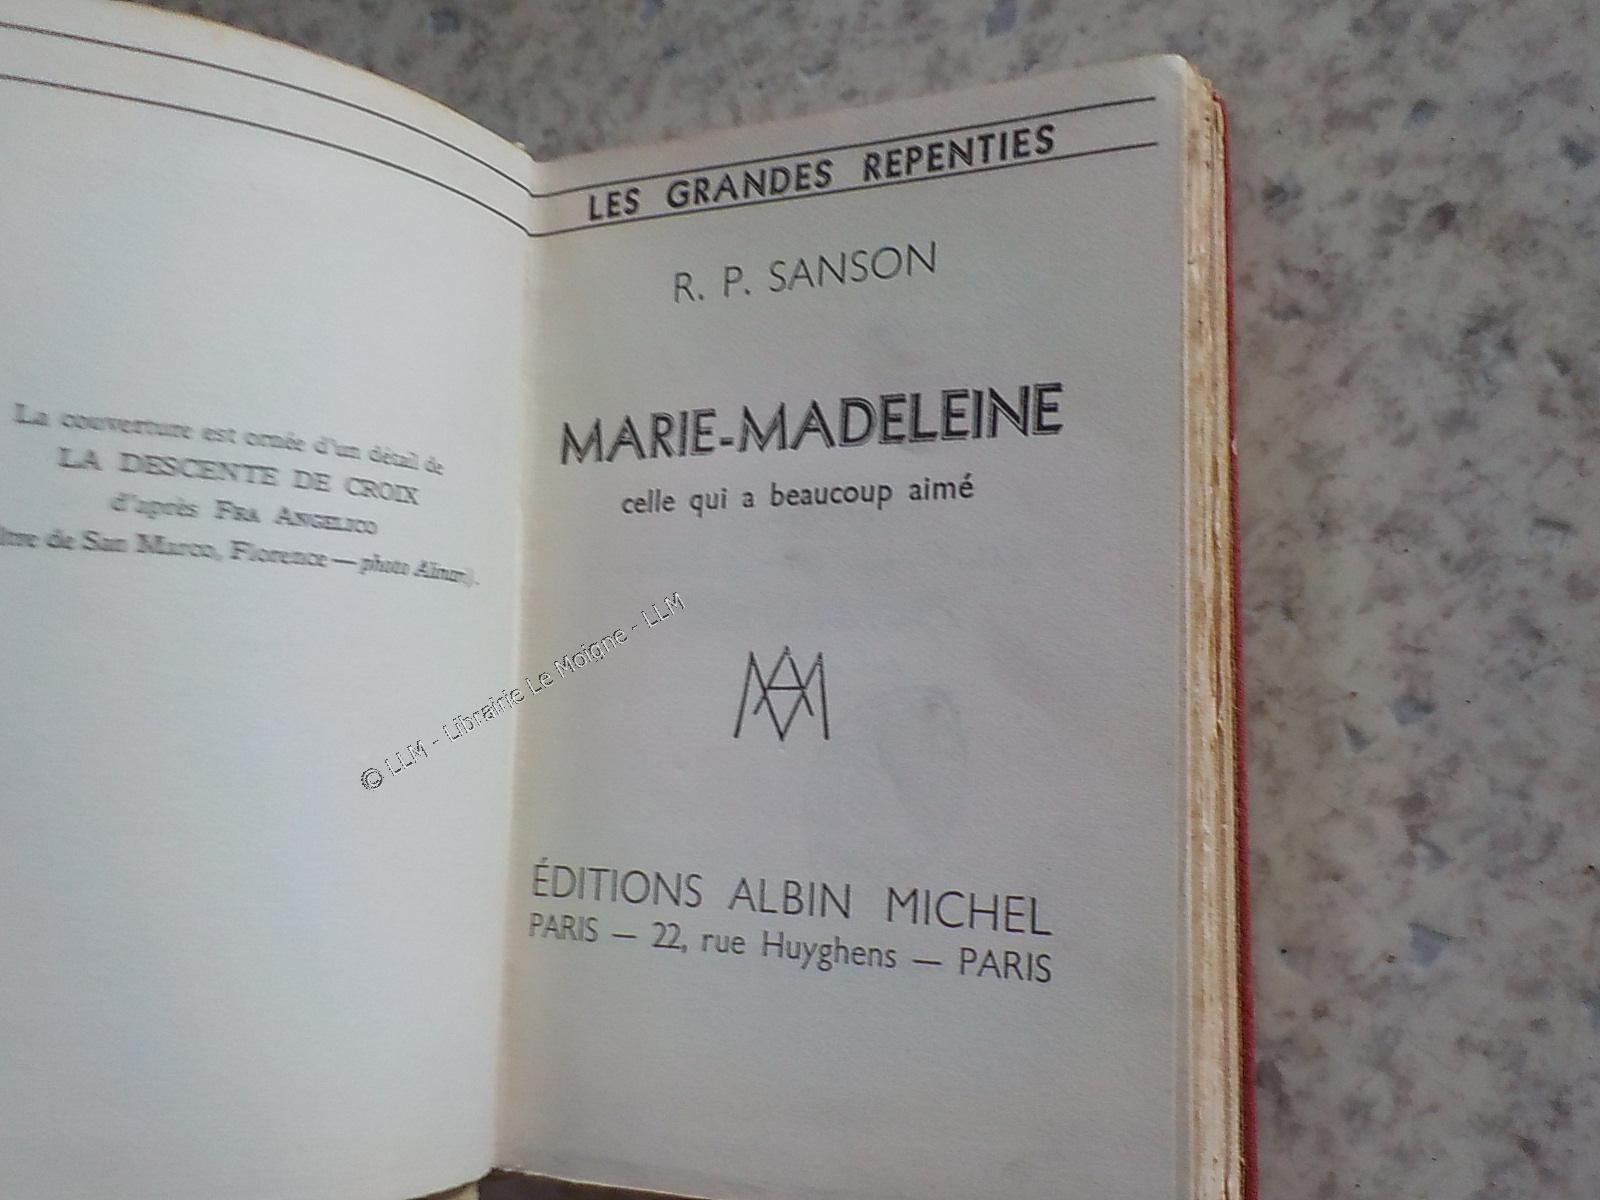 La couverture est ornée d'un détail de
LA DESCENTE DE CROIX
d'après FRA ANGELICO
de San Marco, Florence — photo Alinari).
LES GRANDES REPENTIES
R. P. SANSON
MARIE-MADELEINE
celle qui a beaucoup aimé
MAM
ÉDITIONS ALBIN MICHEL
PARIS — 22, rue Huyghens — PARIS
© LLM - Librairie Le Moigne - LLM